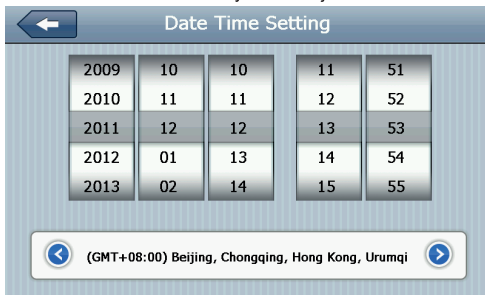 Date Time Setting
2009 10 10 11 51
2010 11 11 12 52
2011 12 12 13 53
2012 01 13 14 54
2013 02 14 15 55
(GMT+08:00) Beijing, Chongqing, Hong Kong, Urumqi